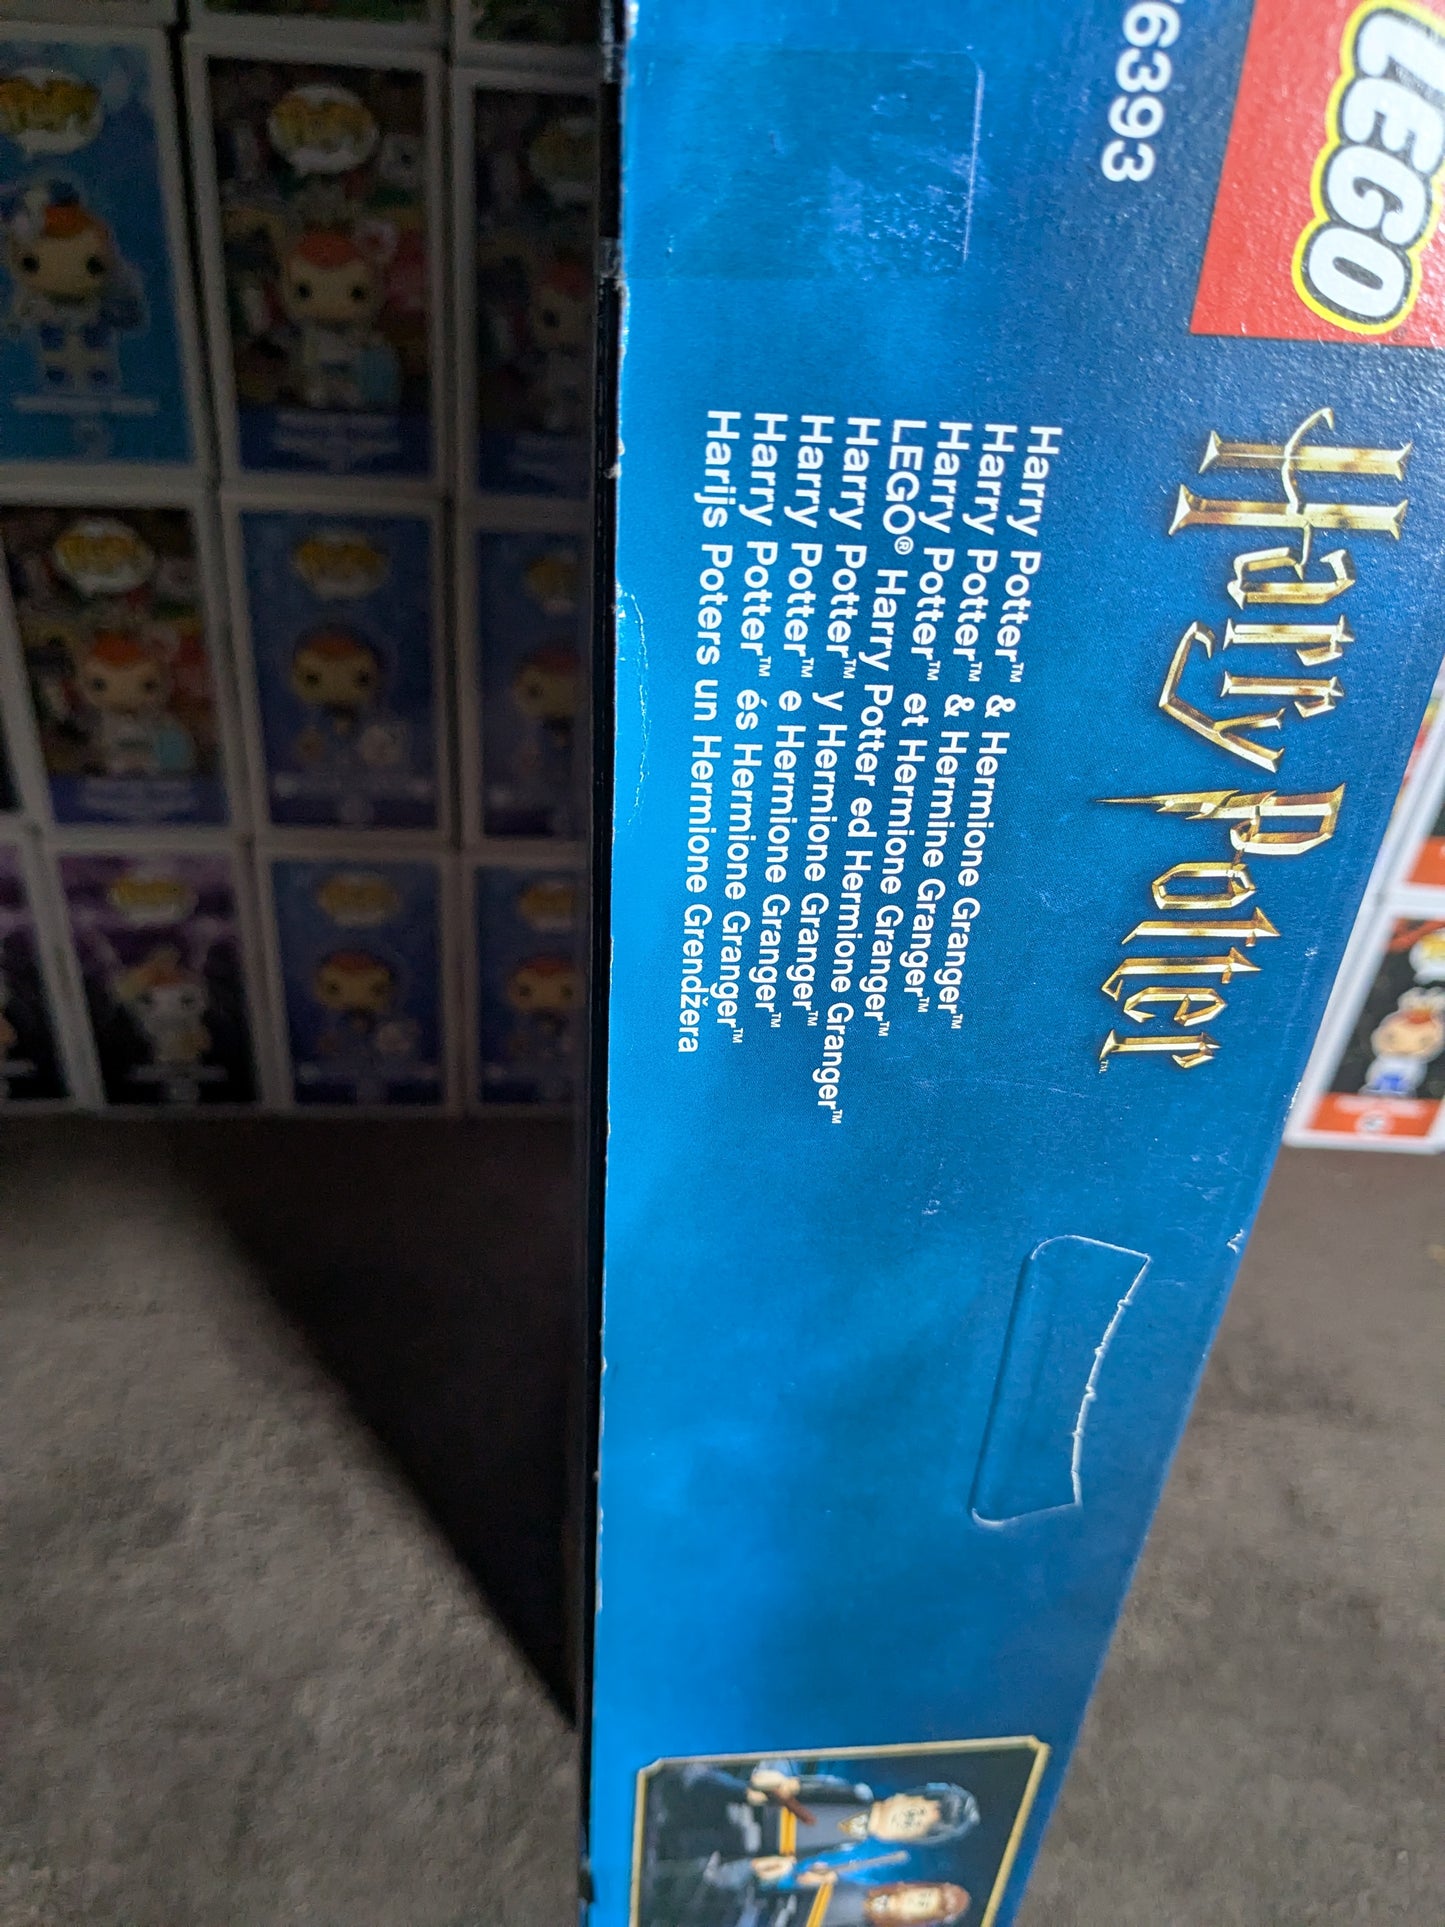 LEGO®
6393
Harry Potter™
Harry Potter™ & Hermione Granger™
Harry Potter™ & Hermine Granger™
Harry Potter™ et Hermione Granger™
LEGO® Harry Potter ed Hermione Granger™
Harry Potter™ y Hermione Granger™
Harry Potter™ e Hermione Granger™
Harry Potter™ és Hermione Granger™
Harijs Poters un Hermione Grendžera